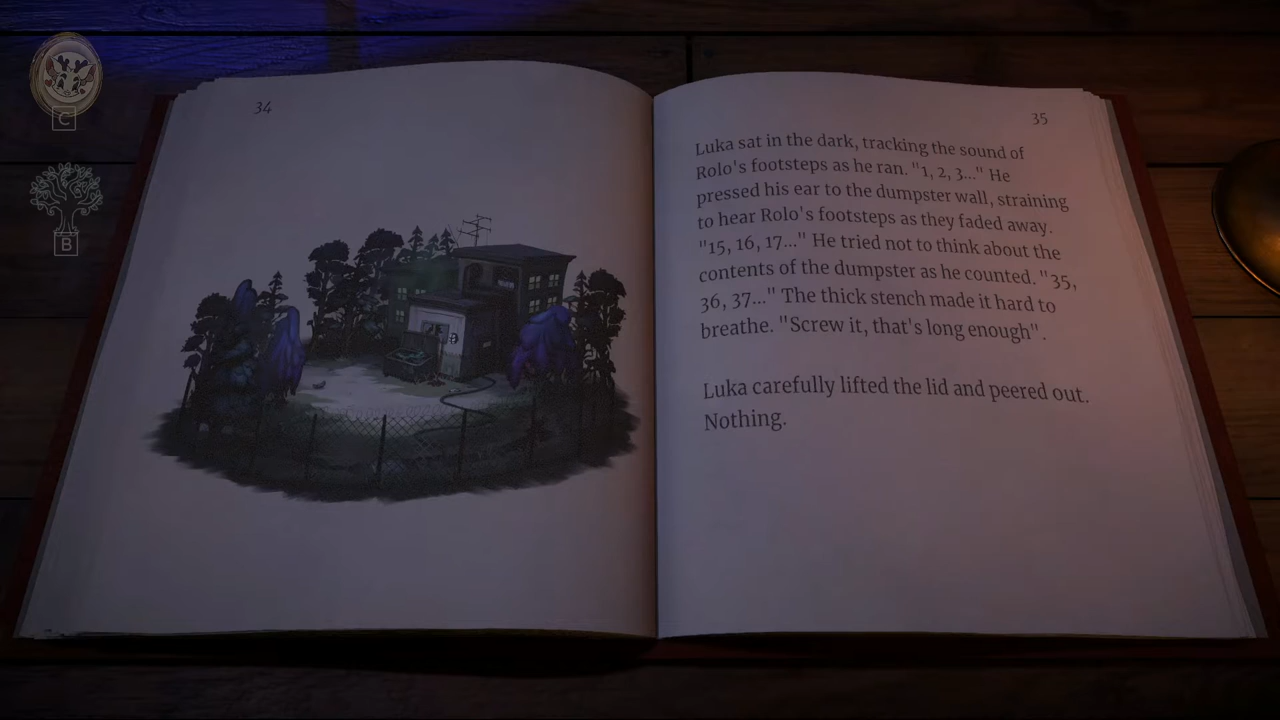 34
35
C
B
Luka sat in the dark, tracking the sound of
Rolo's footsteps as he ran. "1, 2, 3..." He
pressed his ear to the dumpster wall, straining
to hear Rolo's footsteps as they faded away.
"15, 16, 17..." He tried not to think about the
contents of the dumpster as he counted. "35,
36, 37..." The thick stench made it hard to
breathe. "Screw it, that's long enough".
Luka carefully lifted the lid and peered out.
Nothing.